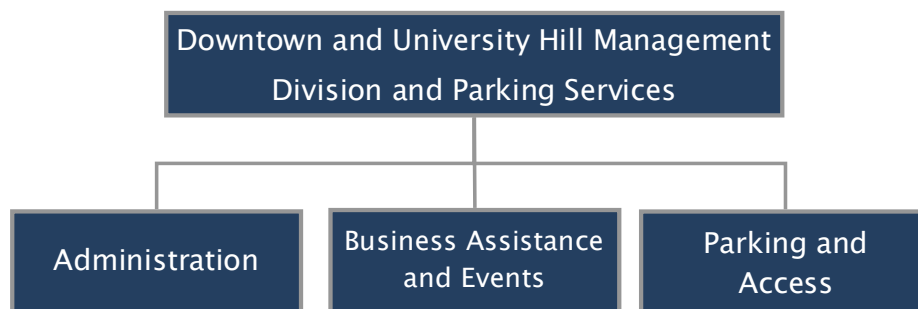 Downtown and University Hill Management
Division and Parking Services
Administration
Business Assistance
and Events
Parking and
Access